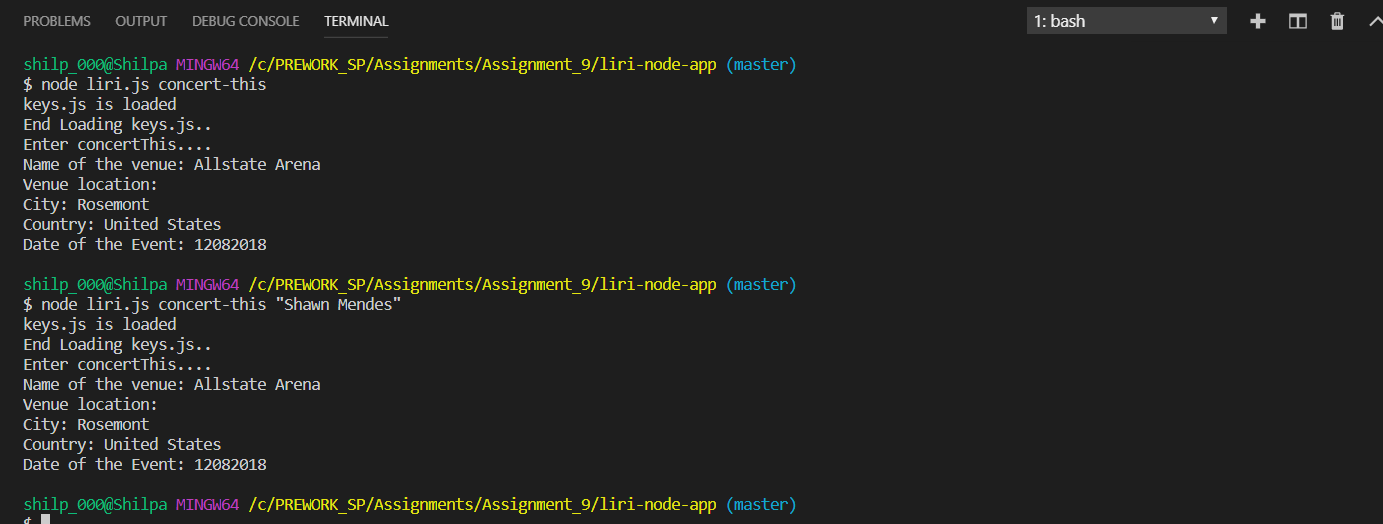 PROBLEMS OUTPUT DEBUG CONSOLE TERMINAL 1: bash
shilp_000@Shilpa MINGW64 /c/PREWORK_SP/Assignments/Assignment_9/liri-node-app (master)
$ node liri.js concert-this
keys.js is loaded
End Loading keys.js..
Enter concertThis....
Name of the venue: Allstate Arena
Venue location:
City: Rosemont
Country: United States
Date of the Event: 12082018
shilp_000@Shilpa MINGW64 /c/PREWORK_SP/Assignments/Assignment_9/liri-node-app (master)
$ node liri.js concert-this "Shawn Mendes"
keys.js is loaded
End Loading keys.js..
Enter concertThis....
Name of the venue: Allstate Arena
Venue location:
City: Rosemont
Country: United States
Date of the Event: 12082018
shilp_000@Shilpa MINGW64 /c/PREWORK_SP/Assignments/Assignment_9/liri-node-app (master)
$